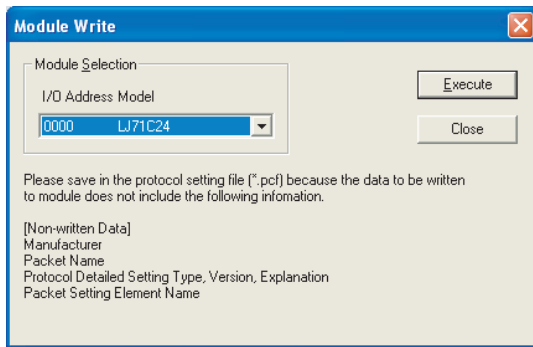 Module Write
Module Selection
I/O Address Model
0000 LJ71C24
Execute
Close
Please save in the protocol setting file (*.pcf) because the data to be written
to module does not include the following infomation.
[Non-written Data]
Manufacturer
Packet Name
Protocol Detailed Setting Type, Version, Explanation
Packet Setting Element Name